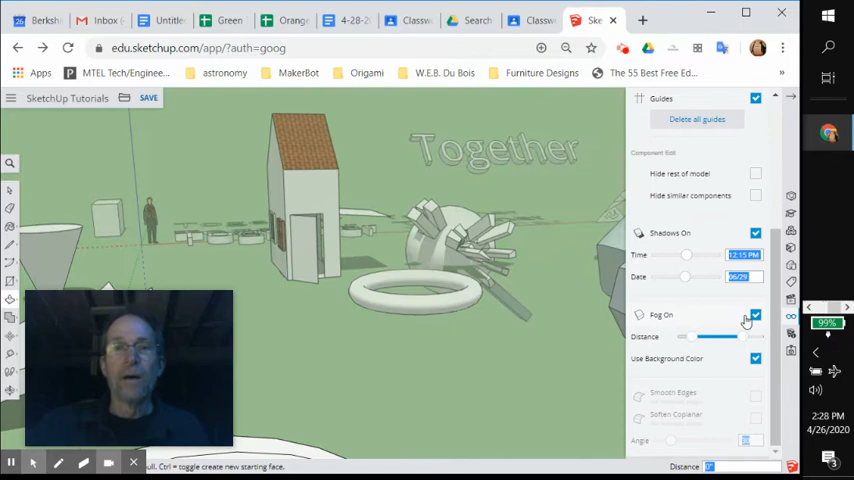 26 Berksh
Inbox (
Untitle
Green
Orange
4-28-2
Classw
Search
Classw
Ske
edu.sketchup.com/app/?auth=goog
Apps
MTEL Tech/Enginee...
astronomy
MakerBot
Origami
W.E.B. Du Bois
Furniture Designs
The 55 Best Free Ed...
SketchUp Tutorials
SAVE
Together
Guides
Delete all guides
Component Edit
Hide rest of model
Hide similar components
Shadows On
Time
12:15 PM
Date
06/29
Fog On
Distance
Use Background Color
Smooth Edges
Soften Coplanar
Angle
ull. Ctrl = toggle create new starting face.
Distance
0"
99%
2:28 PM
4/26/2020
3